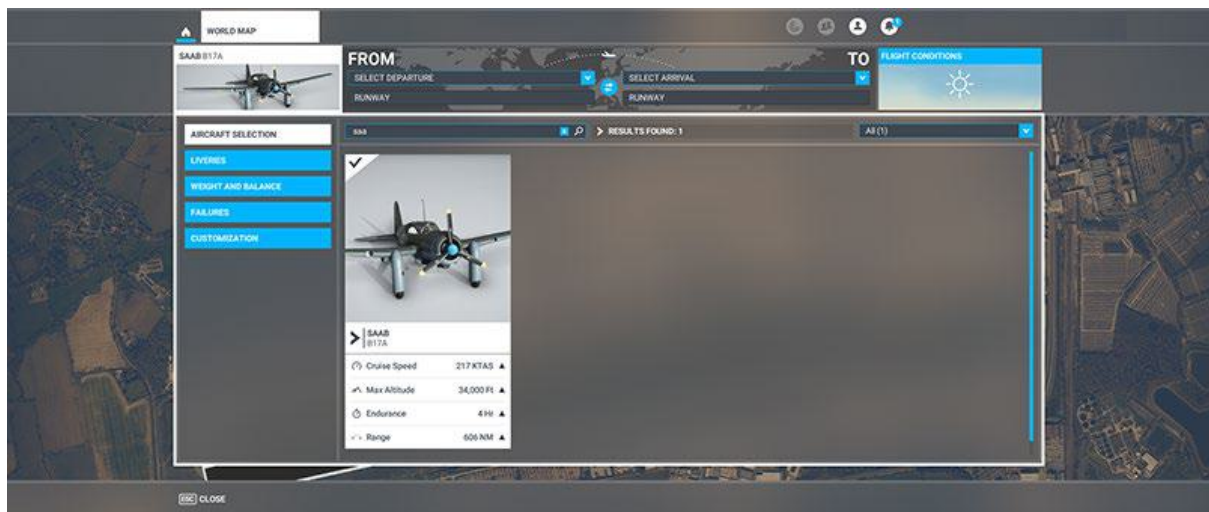 WORLD MAP
SAAB B17A
FROM
SELECT DEPARTURE
RUNWAY
TO
SELECT ARRIVAL
RUNWAY
FLIGHT CONDITIONS
AIRCRAFT SELECTION
LIVERIES
WEIGHT AND BALANCE
FAILURES
CUSTOMIZATION
saa
RESULTS FOUND: 1
All (1)
SAAB
B17A
Cruise Speed 217 KTAS
Max Altitude 34,000 Ft
Endurance 4 Hr
Range 606 NM
ESC CLOSE